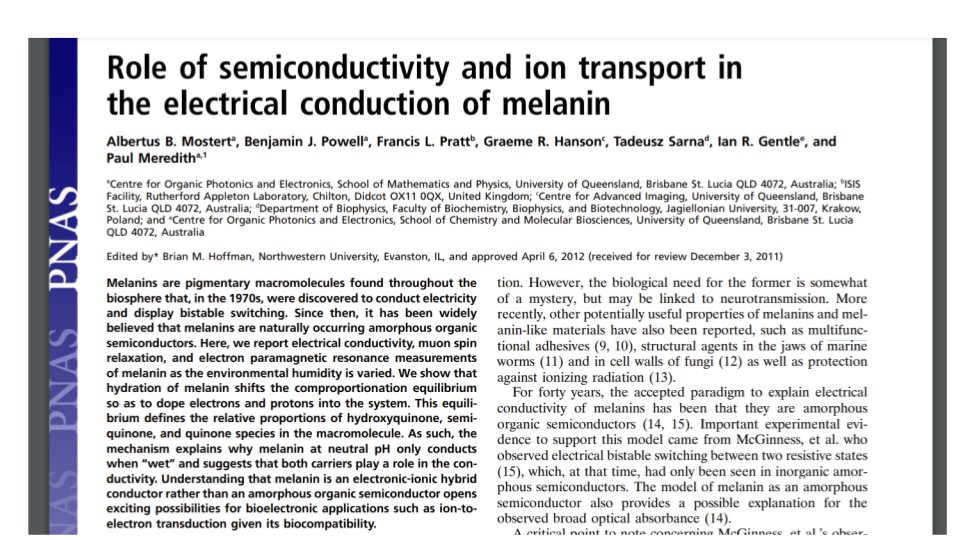 Role of semiconductivity and ion transport in
the electrical conduction of melanin
Albertus B. Mostertᵃ, Benjamin J. Powellᵃ, Francis L. Prattᵇ, Graeme R. Hansonᶜ, Tadeusz Sarnaᵈ, Ian R. Gentleᵉ, and
Paul Mereditha,1
ᵃCentre for Organic Photonics and Electronics, School of Mathematics and Physics, University of Queensland, Brisbane St. Lucia QLD 4072, Australia; ᵇISIS
Facility, Rutherford Appleton Laboratory, Chilton, Didcot OX11 0QX, United Kingdom; ᶜCentre for Advanced Imaging, University of Queensland, Brisbane
St. Lucia QLD 4072, Australia; ᵈDepartment of Biophysics, Faculty of Biochemistry, Biophysics, and Biotechnology, Jagiellonian University, 31-007, Krakow,
Poland; and ᵉCentre for Organic Photonics and Electronics, School of Chemistry and Molecular Biosciences, University of Queensland, Brisbane St. Lucia
QLD 4072, Australia
Edited by* Brian M. Hoffman, Northwestern University, Evanston, IL, and approved April 6, 2012 (received for review December 3, 2011)
Melanins are pigmentary macromolecules found throughout the
biosphere that, in the 1970s, were discovered to conduct electricity
and display bistable switching. Since then, it has been widely
believed that melanins are naturally occurring amorphous organic
semiconductors. Here, we report electrical conductivity, muon spin
relaxation, and electron paramagnetic resonance measurements
of melanin as the environmental humidity is varied. We show that
hydration of melanin shifts the comproportionation equilibrium
so as to dope electrons and protons into the system. This equili-
brium defines the relative proportions of hydroxyquinone, semi-
quinone, and quinone species in the macromolecule. As such, the
mechanism explains why melanin at neutral pH only conducts
when “wet” and suggests that both carriers play a role in the con-
ductivity. Understanding that melanin is an electronic-ionic hybrid
conductor rather than an amorphous organic semiconductor opens
exciting possibilities for bioelectronic applications such as ion-to-
electron transduction given its biocompatibility.
tion. However, the biological need for the former is somewhat
of a mystery, but may be linked to neurotransmission. More
recently, other potentially useful properties of melanins and mel-
anin-like materials have also been reported, such as multifunc-
tional adhesives (9, 10), structural agents in the jaws of marine
worms (11) and in cell walls of fungi (12) as well as protection
against ionizing radiation (13).
For forty years, the accepted paradigm to explain electrical
conductivity of melanins has been that they are amorphous
organic semiconductors (14, 15). Important experimental evi-
dence to support this model came from McGinness, et al. who
observed electrical bistable switching between two resistive states
(15), which, at that time, had only been seen in inorganic amor-
phous semiconductors. The model of melanin as an amorphous
semiconductor also provides a possible explanation for the
observed broad optical absorbance (14).
A critical point to note concerning McGinness, et al.'s obser-
PNAS
PNAS
PNAS